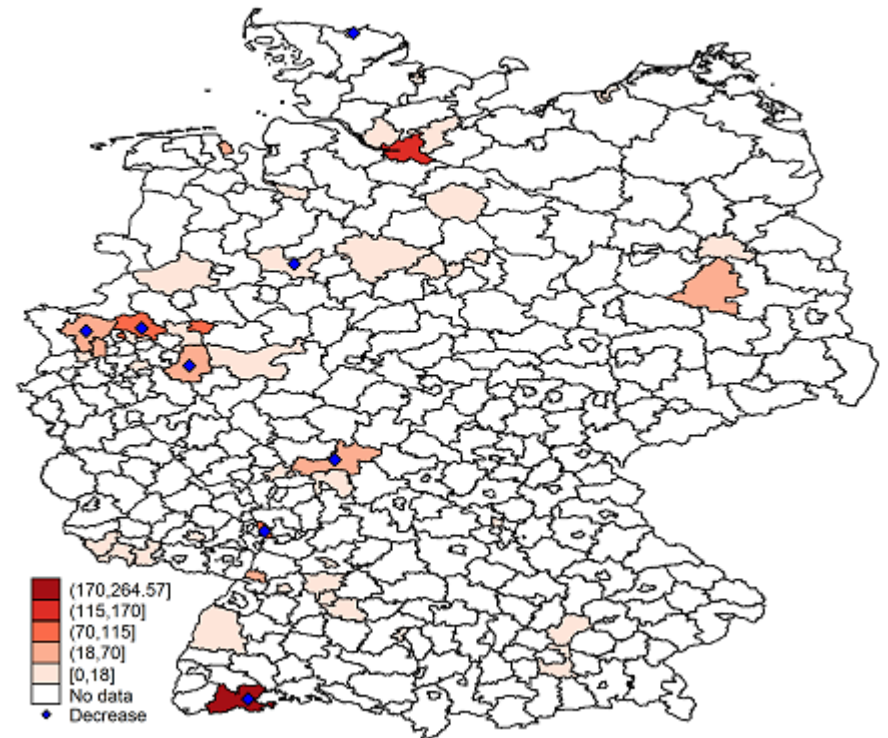 (170,264.57]
(115,170]
(70,115]
(18,70]
[0,18]
No data
Decrease